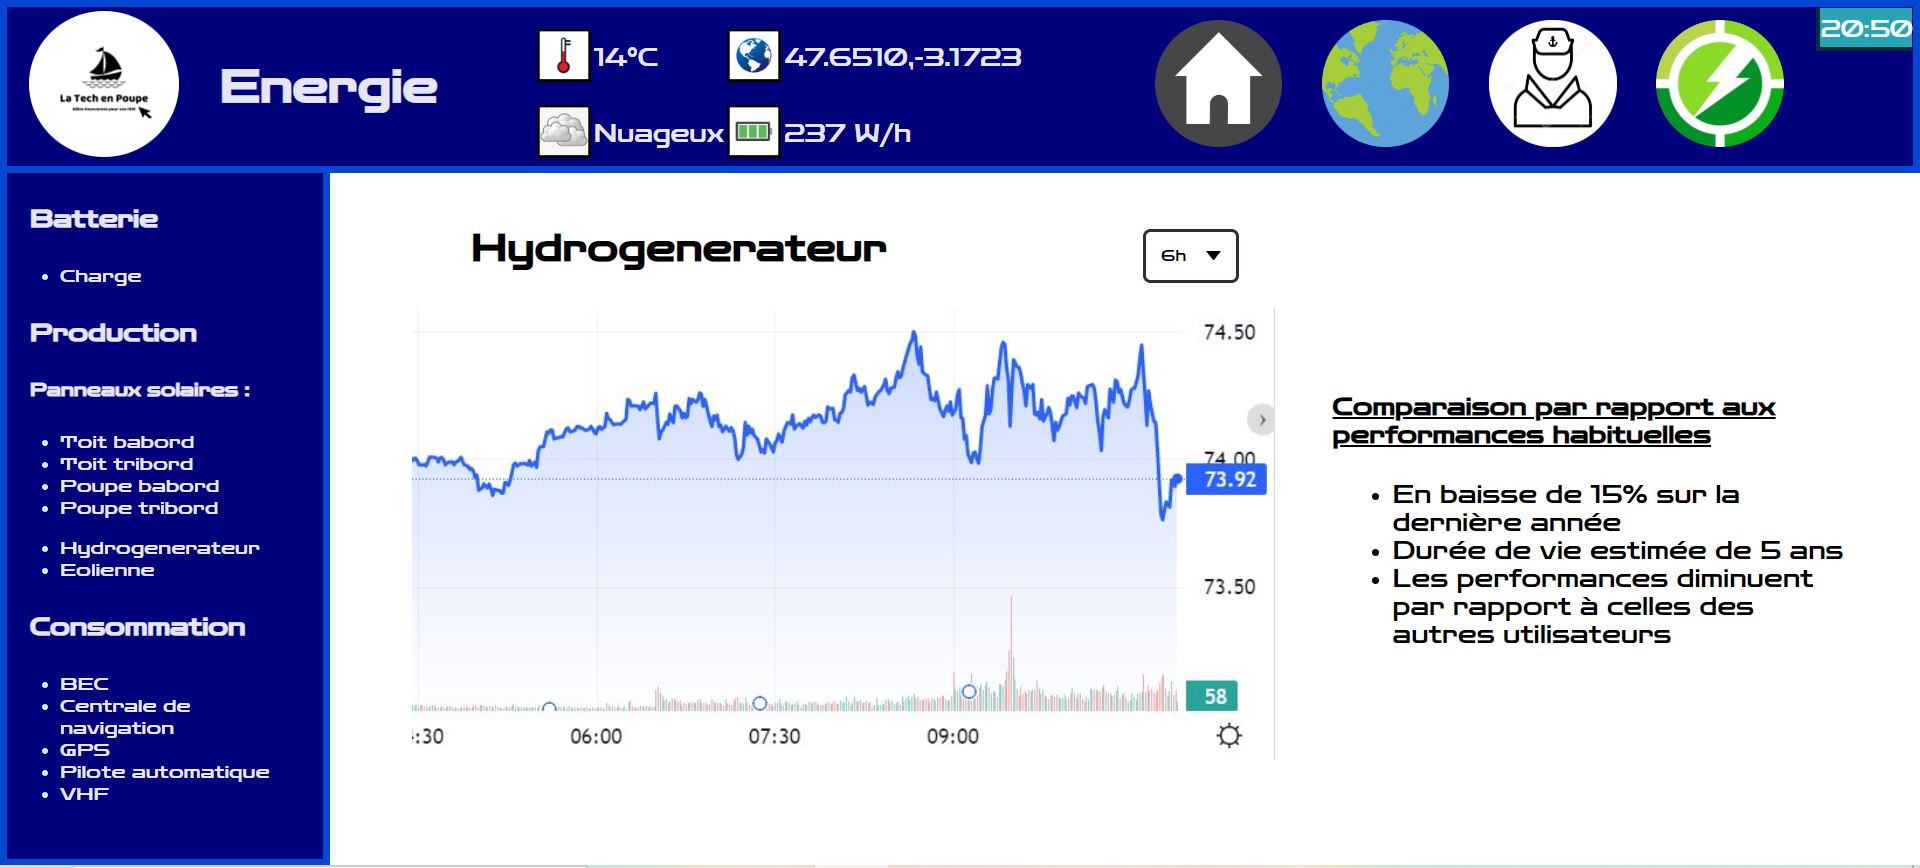 La Tech en Poupe
Energie
14°C
47.6510,-3.1723
Nuageux
237 W/h
20:50
Batterie
Charge
Production
Panneaux solaires :
Toit babord
Toit tribord
Poupe babord
Poupe tribord
Hydrogenerateur
Eolienne
Consommation
BEC
Centrale de
navigation
GPS
Pilote automatique
VHF
Hydrogenerateur
6h
74.50
74.00
73.92
73.50
58
:30
06:00
07:30
09:00
Comparaison par rapport aux
performances habituelles
En baisse de 15% sur la
dernière année
Durée de vie estimée de 5 ans
Les performances diminuent
par rapport à celles des
autres utilisateurs